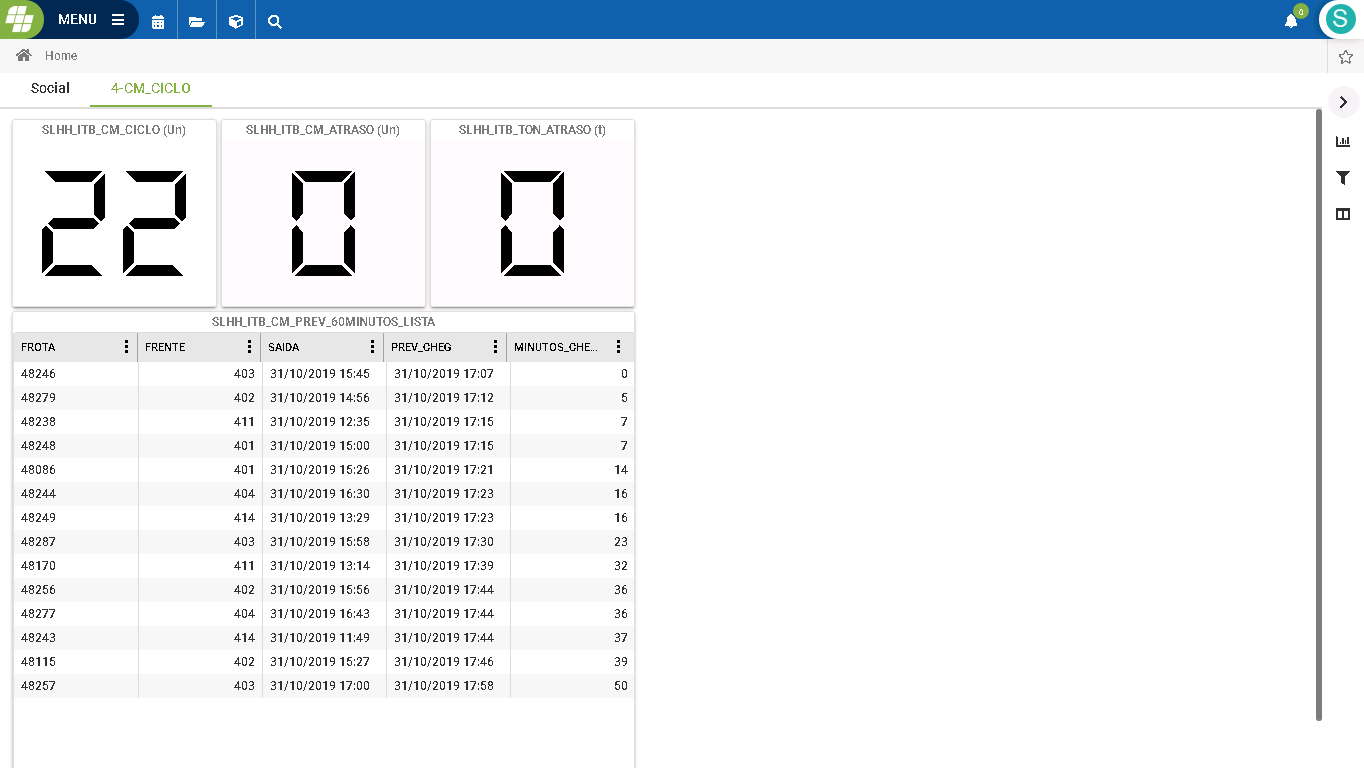 MENU
0
S
Home
Social 4-CM_CICLO
SLHH_ITB_CM_CICLO (Un) SLHH_ITB_CM_ATRASO (Un) SLHH_ITB_TON_ATRASO (t)
22 0 0
SLHH_ITB_CM_PREV_60MINUTOS_LISTA
FROTA FRENTE SAIDA PREV_CHEG MINUTOS_CHE...
48246 403 31/10/2019 15:45 31/10/2019 17:07 0
48279 402 31/10/2019 14:56 31/10/2019 17:12 5
48238 411 31/10/2019 12:35 31/10/2019 17:15 7
48248 401 31/10/2019 15:00 31/10/2019 17:15 7
48086 401 31/10/2019 15:26 31/10/2019 17:21 14
48244 404 31/10/2019 16:30 31/10/2019 17:23 16
48249 414 31/10/2019 13:29 31/10/2019 17:23 16
48287 403 31/10/2019 15:58 31/10/2019 17:30 23
48170 411 31/10/2019 13:14 31/10/2019 17:39 32
48256 402 31/10/2019 15:56 31/10/2019 17:44 36
48277 404 31/10/2019 16:43 31/10/2019 17:44 36
48243 414 31/10/2019 11:49 31/10/2019 17:44 37
48115 402 31/10/2019 15:27 31/10/2019 17:46 39
48257 403 31/10/2019 17:00 31/10/2019 17:58 50